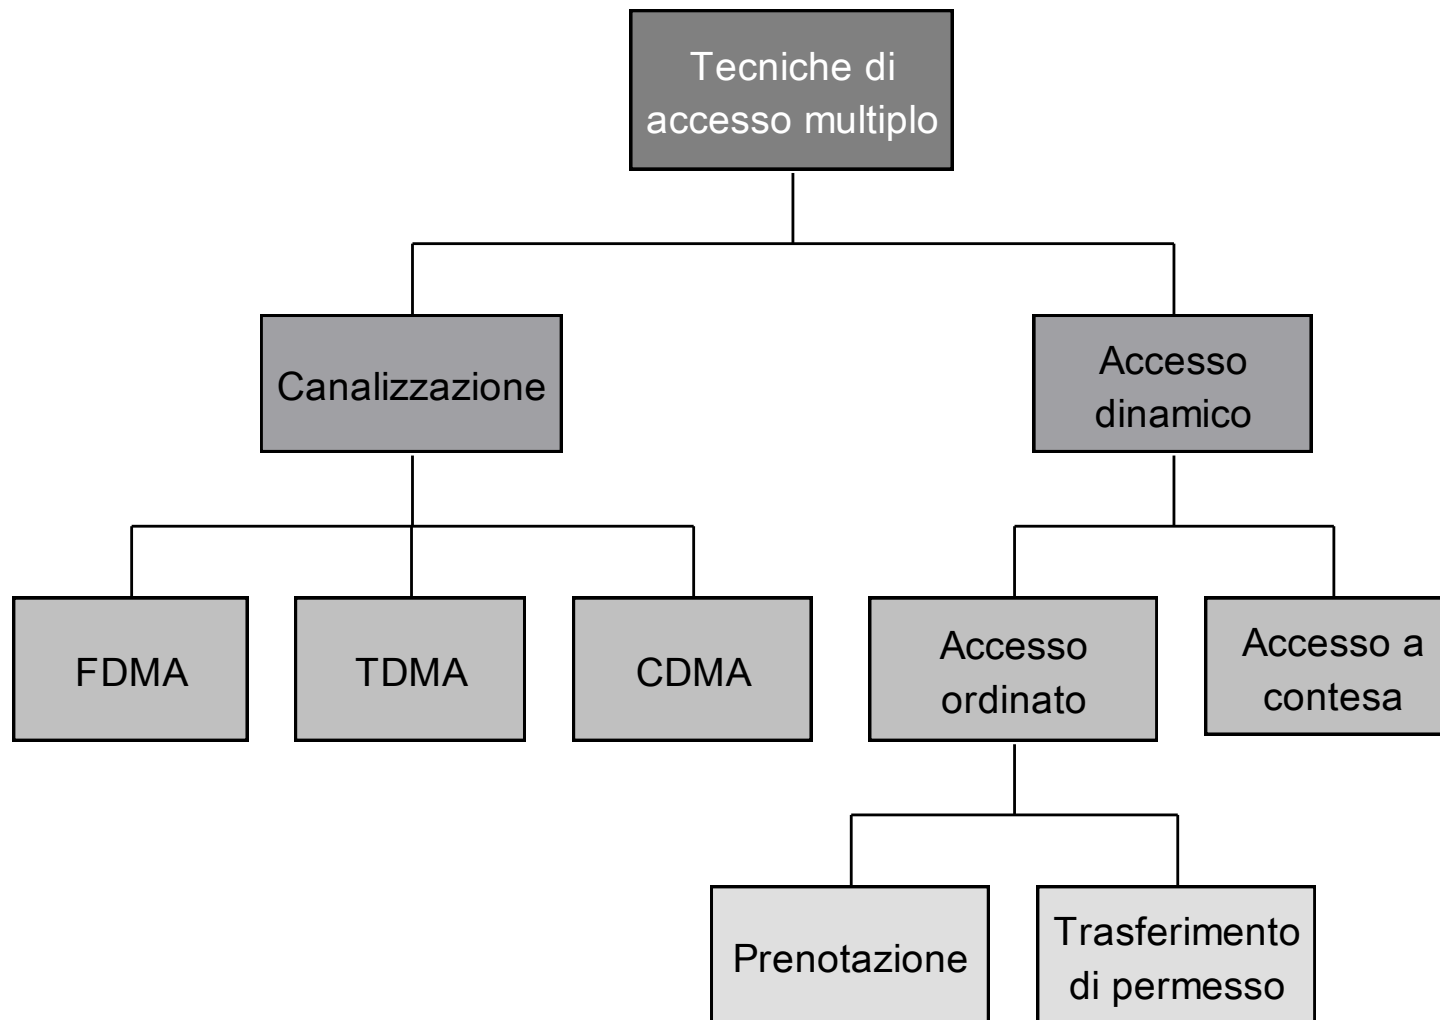 Tecniche di
accesso multiplo
Canalizzazione
Accesso
dinamico
FDMA
TDMA
CDMA
Accesso
ordinato
Accesso a
contesa
Prenotazione
Trasferimento
di permesso